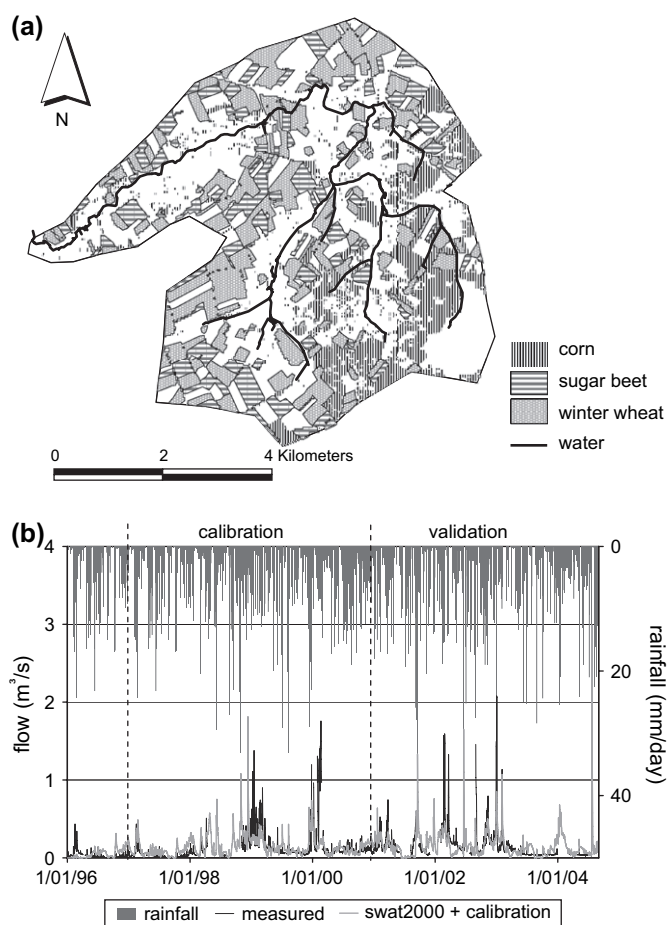 (a)
N
corn
sugar beet
winter wheat
water
0 2 4 Kilometers
(b)
calibration validation
4 3 2 1 0
flow (m³/s)
0 20 40
rainfall (mm/day)
1/01/96 1/01/98 1/01/00 1/01/02 1/01/04
rainfall measured swat2000 + calibration